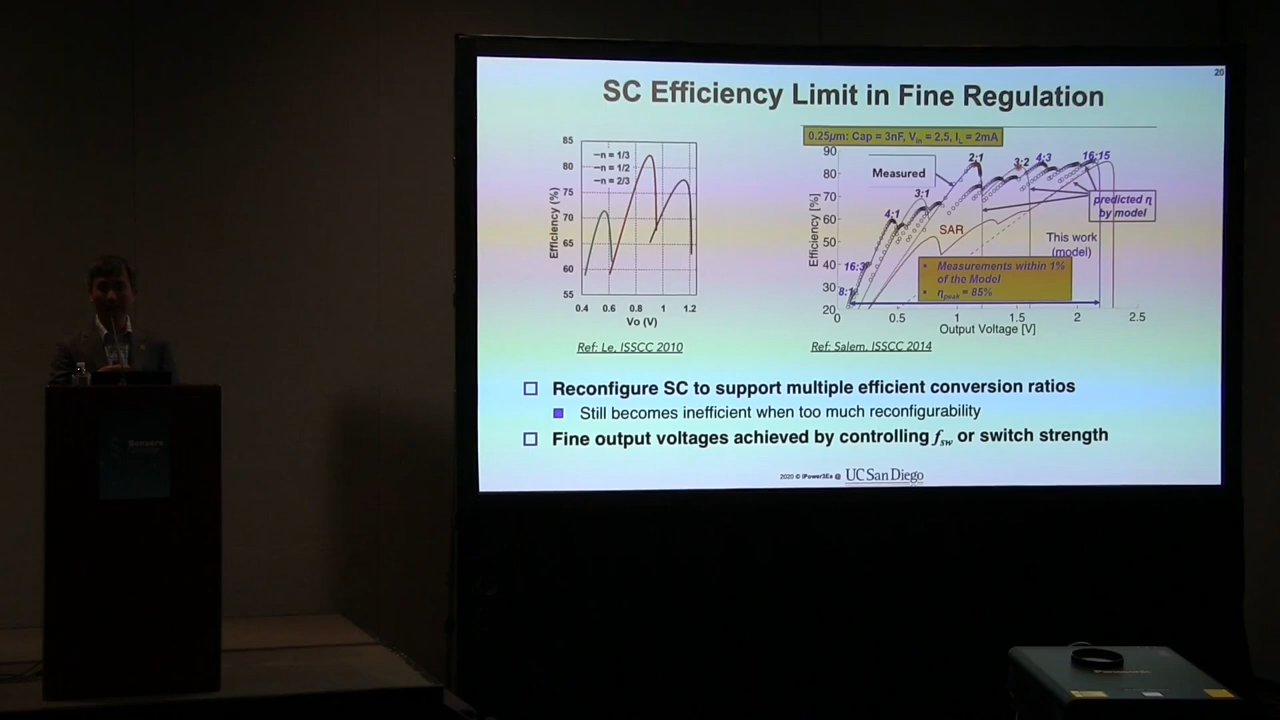 20
SC Efficiency Limit in Fine Regulation
85
80
75
70
65
60
55
0.4 0.6 0.8 1 1.2
Efficiency (%)
Vo (V)
n = 1/3
n = 1/2
n = 2/3
Ref: Le, ISSCC 2010
0.25μm: Cap = 3nF, Vin = 2.5, IL = 2mA
90
80
70
60
50
40
30
20
0 0.5 1 1.5 2 2.5
Efficiency [%]
Output Voltage [V]
Measured
2:1
3:2
4:3
16:15
3:1
4:1
16:3
predicted η
by model
SAR
This work
(model)
• Measurements within 1%
of the Model
• ηpeak = 85%
Ref: Salem, ISSCC 2014
Reconfigure SC to support multiple efficient conversion ratios
Still becomes inefficient when too much reconfigurability
Fine output voltages achieved by controlling fsw or switch strength
2020 © iPower3Es @ UC San Diego
Sensors
Panasonic